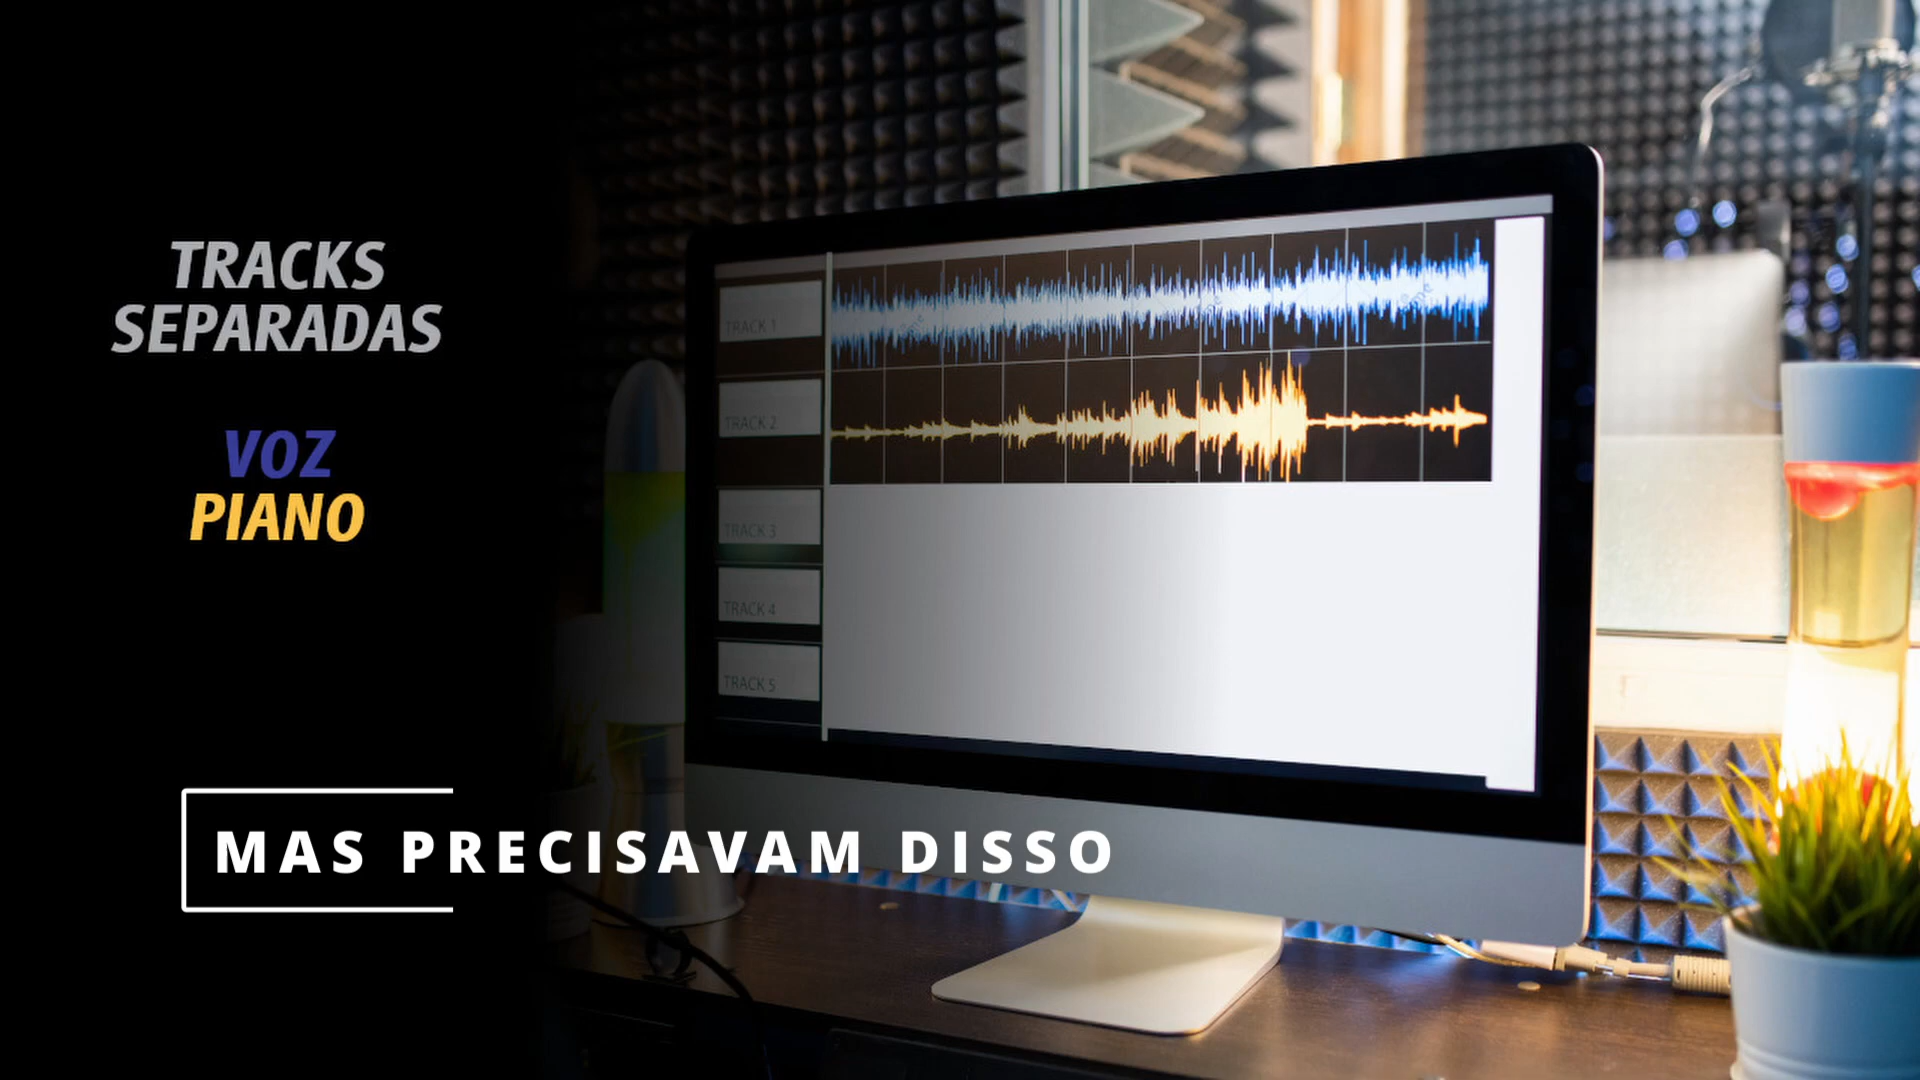 TRACKS
SEPARADAS
VOZ
PIANO
TRACK 1
TRACK 2
TRACK 3
TRACK 4
TRACK 5
MAS PRECISAVAM DISSO